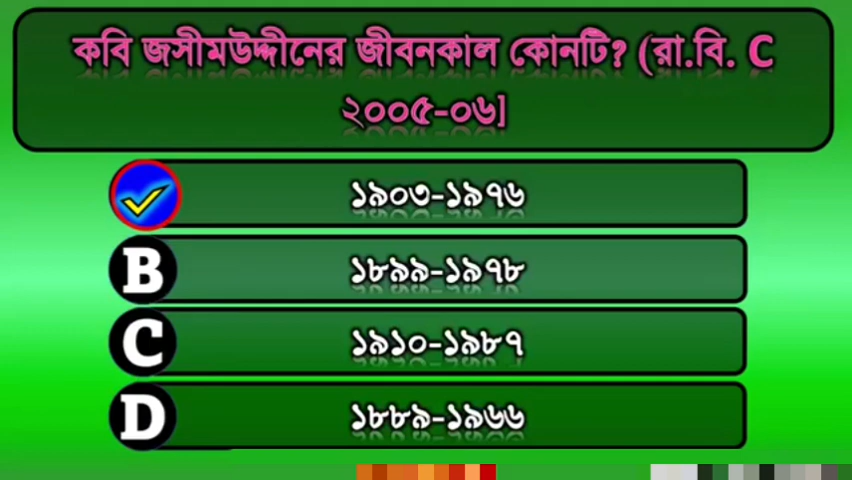 কবি জসীমউদ্দীনের জীবনকাল কোনটি? (রা.বি. C
২০০৫-০৬]
১৯০৩-১৯৭৬
B ১৮৯৯-১৯৭৮
C ১৯১০-১৯৮৭
D ১৮৮৯-১৯৬৬